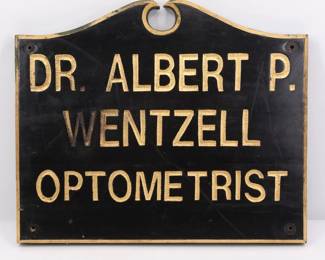 DR. ALBERT P.
WENTZELL
OPTOMETRIST